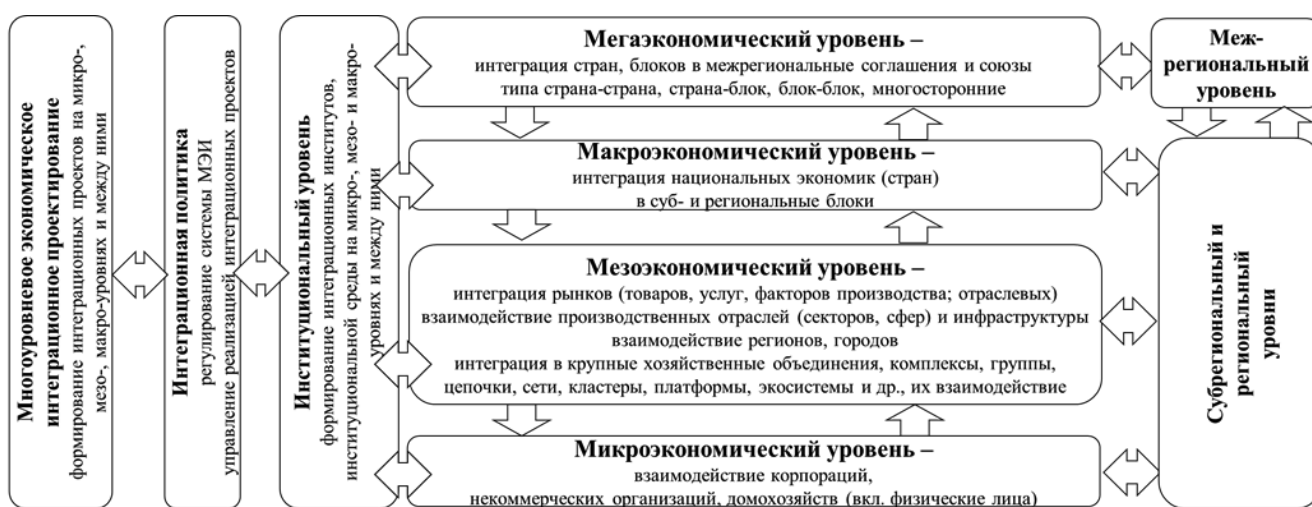 Многоуровневое экономическое
интеграционное проектирование
формирование интеграционных проектов на микро-,
мезо-, макро-уровнях и между ними
Интеграционная политика
регулирование системы МЭИ
управление реализацией интеграционных проектов
Институциональный уровень
формирование интеграционных институтов,
институциональной среды на микро-, мезо- и макро-
уровнях и между ними
Мегаэкономический уровень –
интеграция стран, блоков в межрегиональные соглашения и союзы
типа страна-страна, страна-блок, блок-блок, многосторонние
Макроэкономический уровень –
интеграция национальных экономик (стран)
в суб- и региональные блоки
Мезоэкономический уровень –
интеграция рынков (товаров, услуг, факторов производства; отраслевых)
взаимодействие производственных отраслей (секторов, сфер) и инфраструктуры
взаимодействие регионов, городов
интеграция в крупные хозяйственные объединения, комплексы, группы,
цепочки, сети, кластеры, платформы, экосистемы и др., их взаимодействие
Микроэкономический уровень –
взаимодействие корпораций,
некоммерческих организаций, домохозяйств (вкл. физические лица)
Меж-
региональный
уровень
Субрегиональный и
региональный
уровни